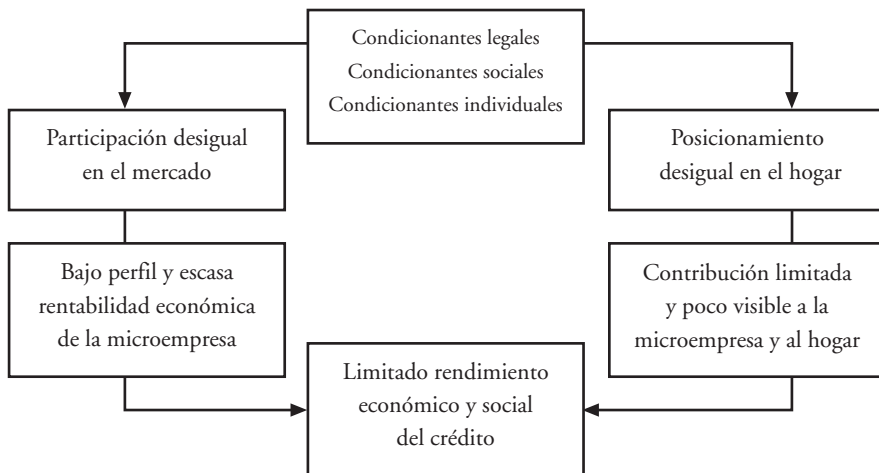 Condicionantes legales
Condicionantes sociales
Condicionantes individuales
Participación desigual
en el mercado
Posicionamiento
desigual en el hogar
Bajo perfil y escasa
rentabilidad económica
de la microempresa
Contribución limitada
y poco visible a la
microempresa y al hogar
Limitado rendimiento
económico y social
del crédito